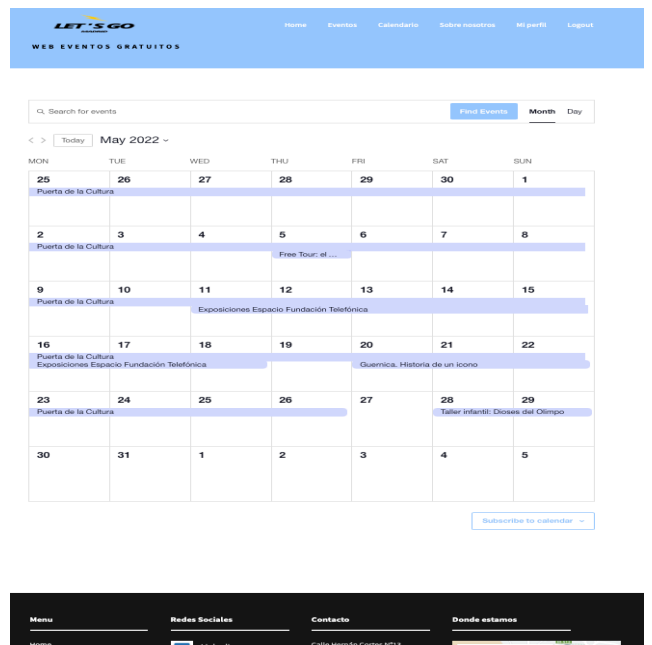 LET'S GO
Home Eventos Calendario Sobre nosotros Mi perfil Logout
WEB EVENTOS GRATUITOS
Search for events
Find Events Month Day
< > Today May 2022
MON TUE WED THU FRI SAT SUN
25 26 27 28 29 30 1
Puerta de la Cultura
2 3 4 5 6 7 8
Puerta de la Cultura
Free Tour: el ...
9 10 11 12 13 14 15
Puerta de la Cultura
Exposiciones Espacio Fundación Telefónica
16 17 18 19 20 21 22
Puerta de la Cultura
Exposiciones Espacio Fundación Telefónica Guernica. Historia de un icono
23 24 25 26 27 28 29
Puerta de la Cultura Taller infantil: Dioses del Olimpo
30 31 1 2 3 4 5
Subscribe to calendar
Menu Redes Sociales Contacto Donde estamos
Home Calle Hernán Cortes Nº13